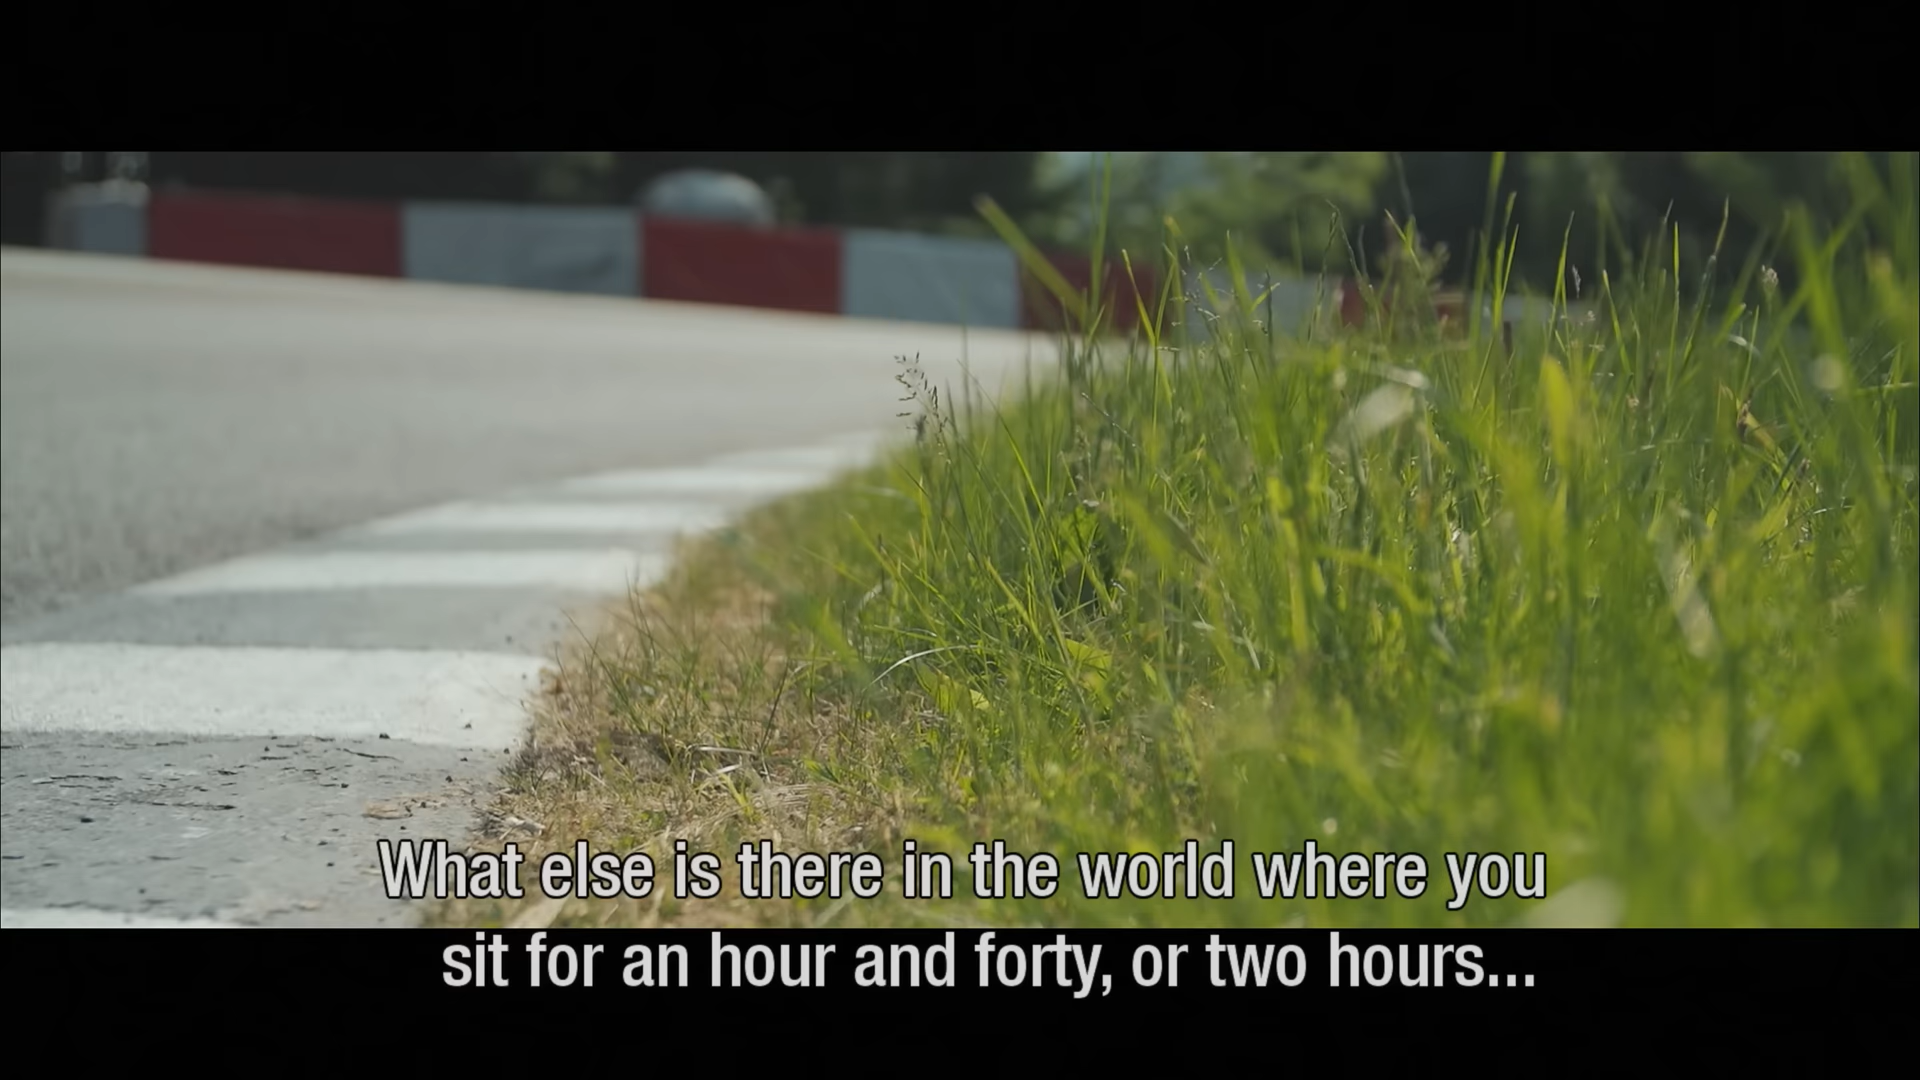 What else is there in the world where you
sit for an hour and forty, or two hours...